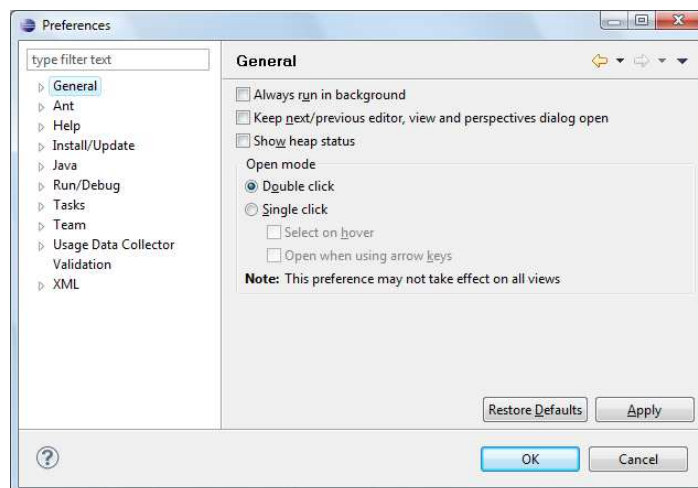 Preferences
type filter text
General
Ant
Help
Install/Update
Java
Run/Debug
Tasks
Team
Usage Data Collector
Validation
XML
General
Always run in background
Keep next/previous editor, view and perspectives dialog open
Show heap status
Open mode
Double click
Single click
Select on hover
Open when using arrow keys
Note: This preference may not take effect on all views
Restore Defaults
Apply
?
OK
Cancel